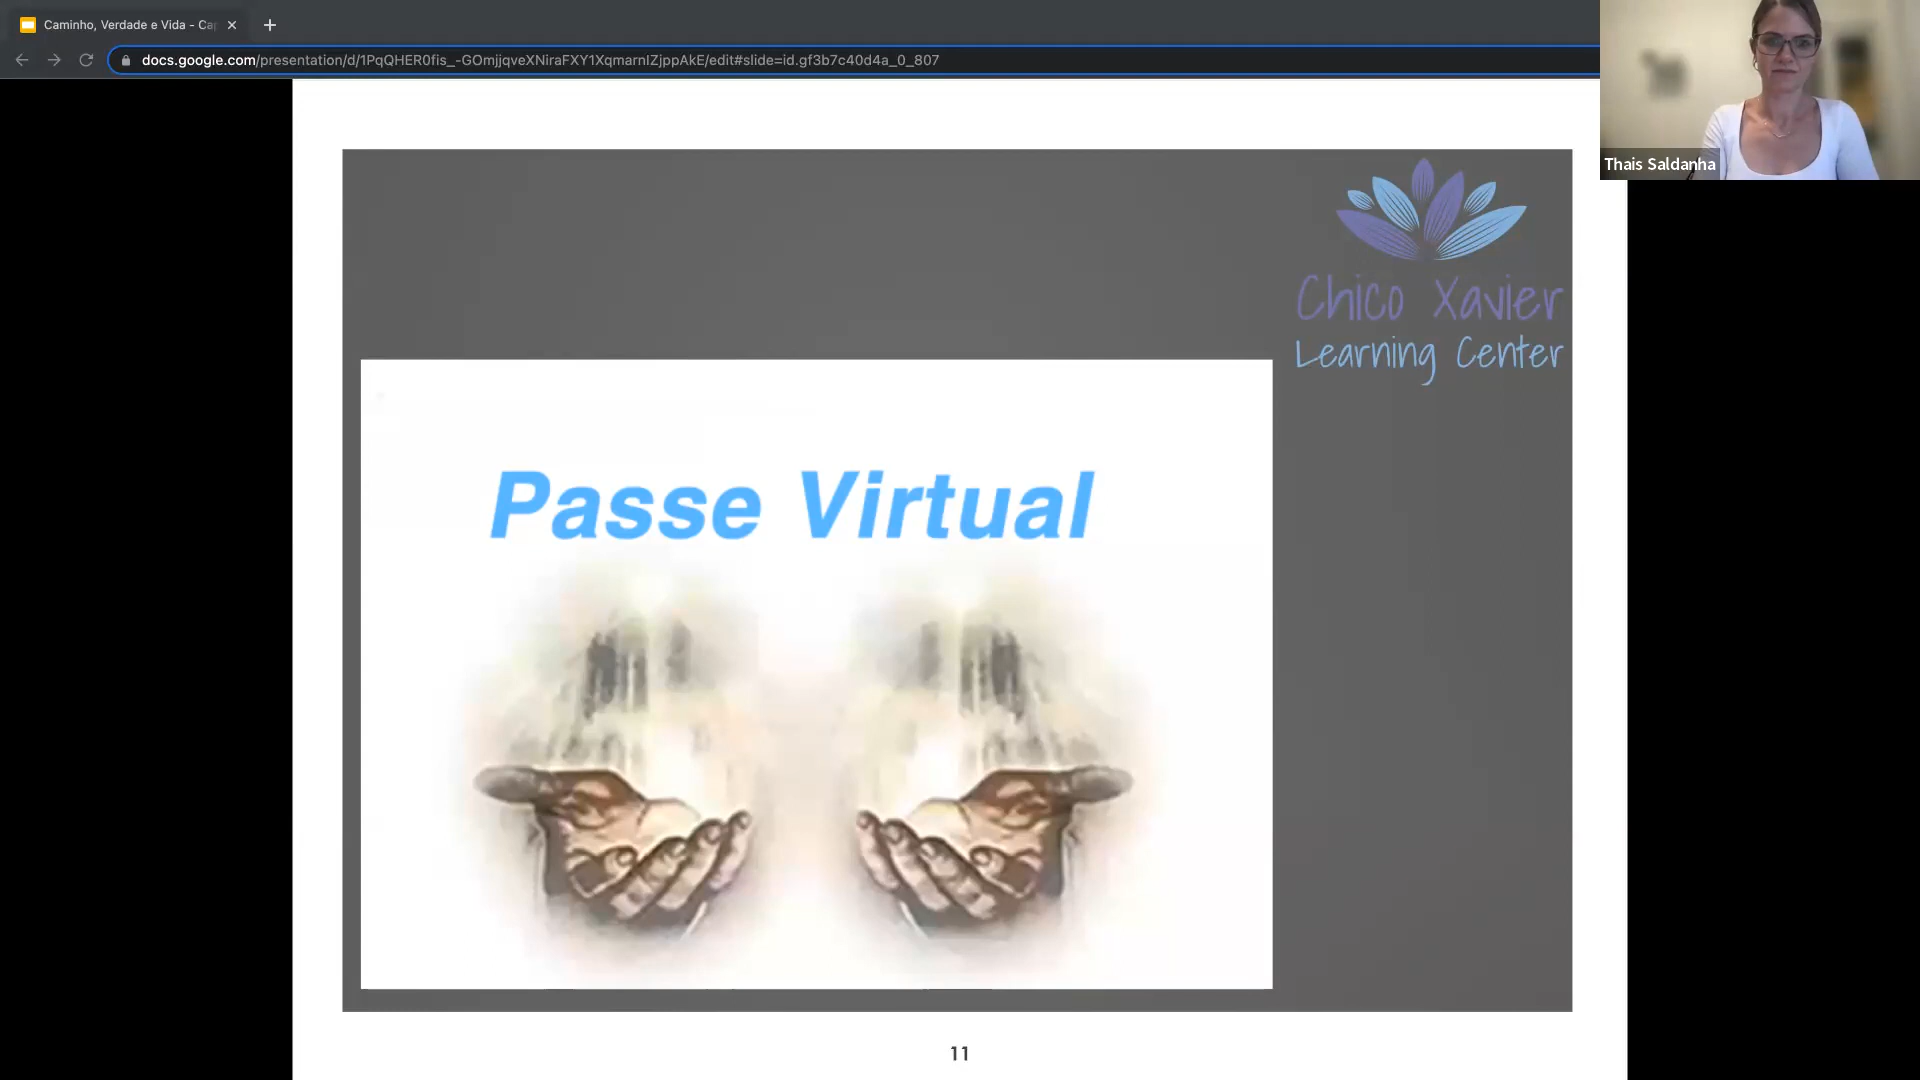 Caminho, Verdade e Vida - Ca
docs.google.com/presentation/d/1PqQHER0fis_-GOmjjqveXNiraFXY1XqmarnIZjppAkE/edit#slide=id.gf3b7c40d4a_0_807
Thais Saldanha
Chico Xavier
Learning Center
Passe Virtual
11